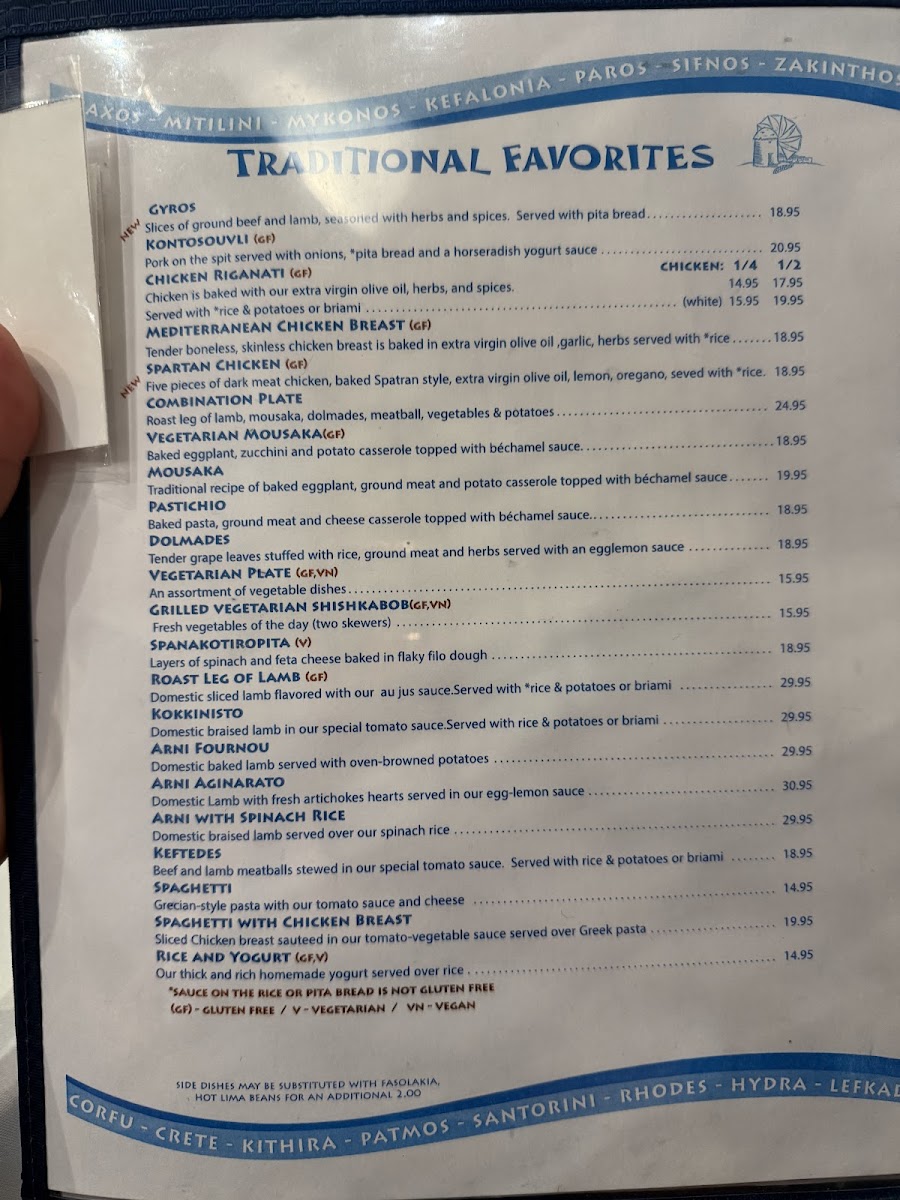 AXOS - MITILINI - MYKONOS - KEFALONIA - PAROS - SIFNOS - ZAKINTHOS
TRADITIONAL FAVORITES
GYROS
NEW
Slices of ground beef and lamb, seasoned with herbs and spices. Served with pita bread.................... 18.95
KONTOSOUVLI (GF)
Pork on the spit served with onions, *pita bread and a horseradish yogurt sauce ............................ 20.95
CHICKEN RIGANATI (GF) CHICKEN: 1/4 1/2
Chicken is baked with our extra virgin olive oil, herbs, and spices. 14.95 17.95
Served with *rice & potatoes or briami ........................................................ (white) 15.95 19.95
MEDITERRANEAN CHICKEN BREAST (GF)
Tender boneless, skinless chicken breast is baked in extra virgin olive oil ,garlic, herbs served with *rice .......18.95
SPARTAN CHICKEN (GF)
NEW
Five pieces of dark meat chicken, baked Spatran style, extra virgin olive oil, lemon, oregano, seved with *rice. 18.95
COMBINATION PLATE
Roast leg of lamb, mousaka, dolmades, meatball, vegetables & potatoes ..................................... 24.95
VEGETARIAN MOUSAKA(GF)
Baked eggplant, zucchini and potato casserole topped with béchamel sauce.................................18.95
MOUSAKA
Traditional recipe of baked eggplant, ground meat and potato casserole topped with béchamel sauce....... 19.95
PASTICHIO
Baked pasta, ground meat and cheese casserole topped with béchamel sauce............................... 18.95
DOLMADES
Tender grape leaves stuffed with rice, ground meat and herbs served with an egglemon sauce .............. 18.95
VEGETARIAN PLATE (GF,VN)
An assortment of vegetable dishes......................................................................... 15.95
GRILLED VEGETARIAN SHISHKABOB(GF,VN)
Fresh vegetables of the day (two skewers) ................................................................. 15.95
SPANAKOTIROPITA (V)
Layers of spinach and feta cheese baked in flaky filo dough ................................................ 18.95
ROAST LEG OF LAMB (GF)
Domestic sliced lamb flavored with our au jus sauce.Served with *rice & potatoes or briami ................ 29.95
KOKKINISTO
Domestic braised lamb in our special tomato sauce.Served with rice & potatoes or briami ................... 29.95
ARNI FOURNOU
Domestic baked lamb served with oven-browned potatoes ................................................ 29.95
ARNI AGINARATO
Domestic Lamb with fresh artichokes hearts served in our egg-lemon sauce ................................ 30.95
ARNI WITH SPINACH RICE
Domestic braised lamb served over our spinach rice ....................................................... 29.95
KEFTEDES
Beef and lamb meatballs stewed in our special tomato sauce. Served with rice & potatoes or briami ........ 18.95
SPAGHETTI
Grecian-style pasta with our tomato sauce and cheese .................................................... 14.95
SPAGHETTI WITH CHICKEN BREAST
Sliced Chicken breast sauteed in our tomato-vegetable sauce served over Greek pasta ..................... 19.95
RICE AND YOGURT (GF,V)
Our thick and rich homemade yogurt served over rice ..................................................... 14.95
*SAUCE ON THE RICE OR PITA BREAD IS NOT GLUTEN FREE
(GF) - GLUTEN FREE / V - VEGETARIAN / VN - VEGAN
SIDE DISHES MAY BE SUBSTITUTED WITH FASOLAKIA,
HOT LIMA BEANS FOR AN ADDITIONAL 2.00
CORFU - CRETE - KITHIRA - PATMOS - SANTORINI - RHODES - HYDRA - LEFKAD